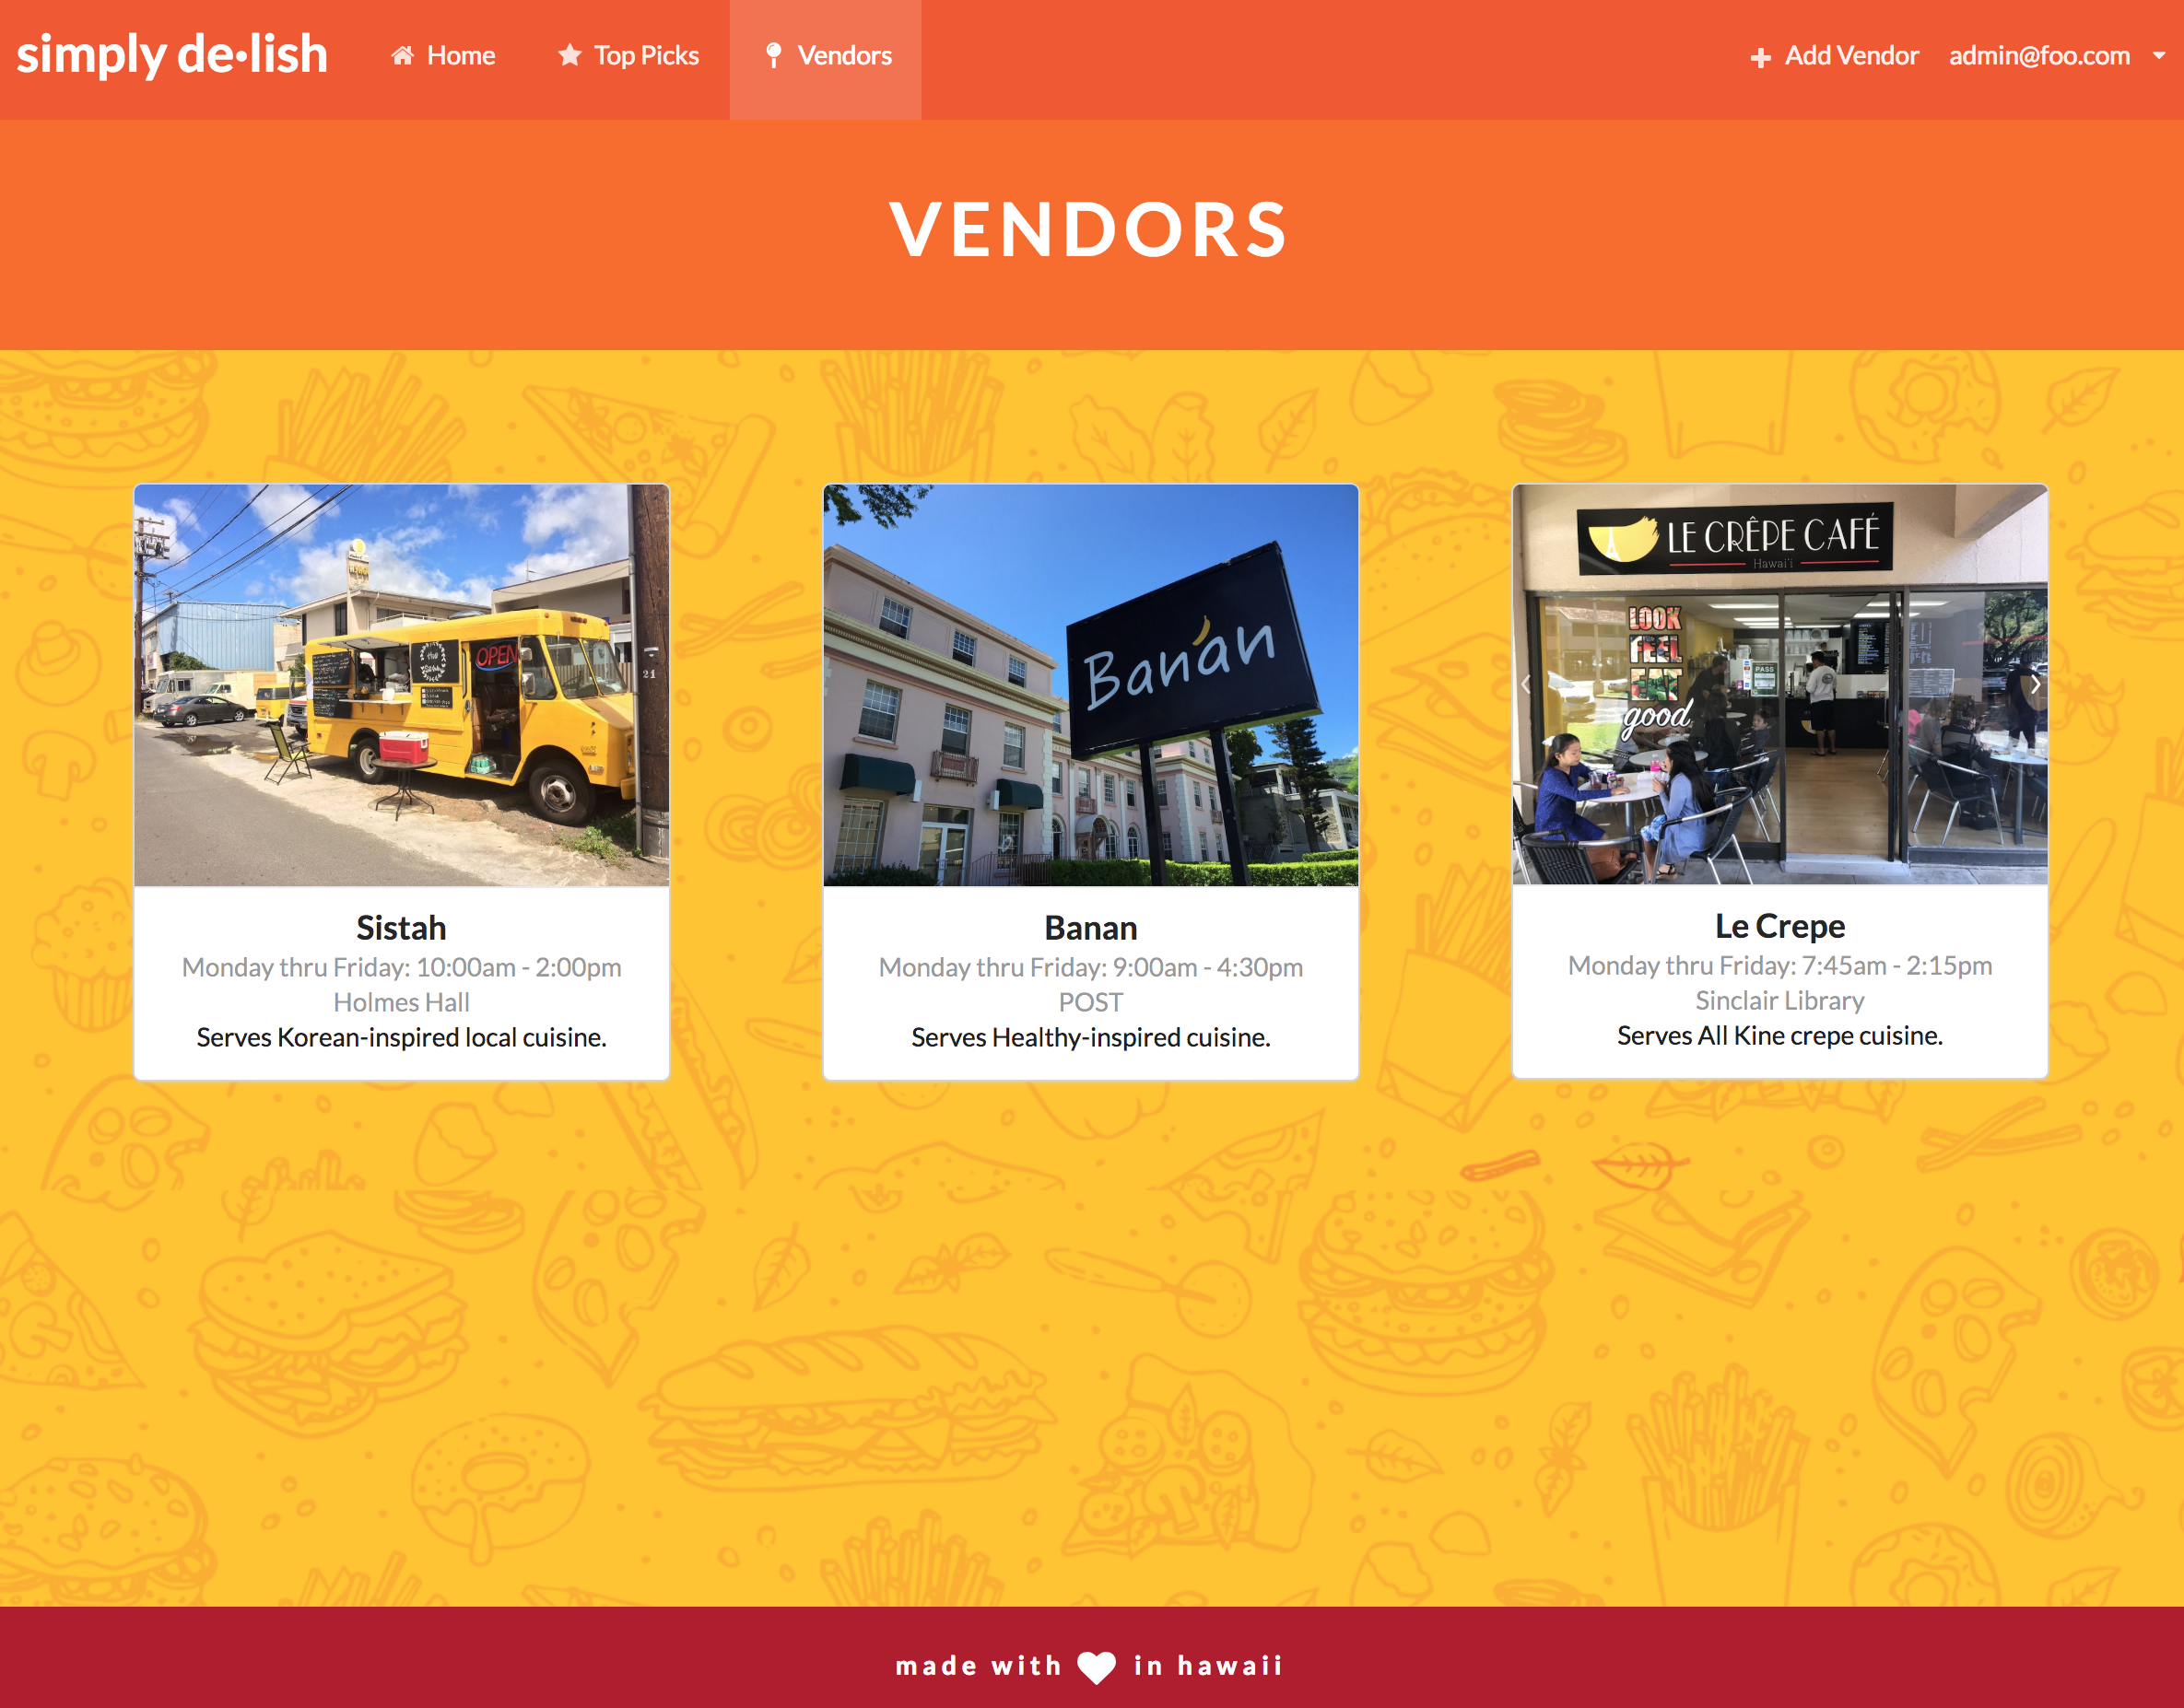 simply de•lish Home Top Picks Vendors Add Vendor admin@foo.com
VENDORS
OPEN
21
Banán
LE CRÊPE CAFÉ
Hawai'i
LOOK
FEEL
EAT
good
PASS
Sistah
Monday thru Friday: 10:00am - 2:00pm
Holmes Hall
Serves Korean-inspired local cuisine.
Banan
Monday thru Friday: 9:00am - 4:30pm
POST
Serves Healthy-inspired cuisine.
Le Crepe
Monday thru Friday: 7:45am - 2:15pm
Sinclair Library
Serves All Kine crepe cuisine.
made with in hawaii